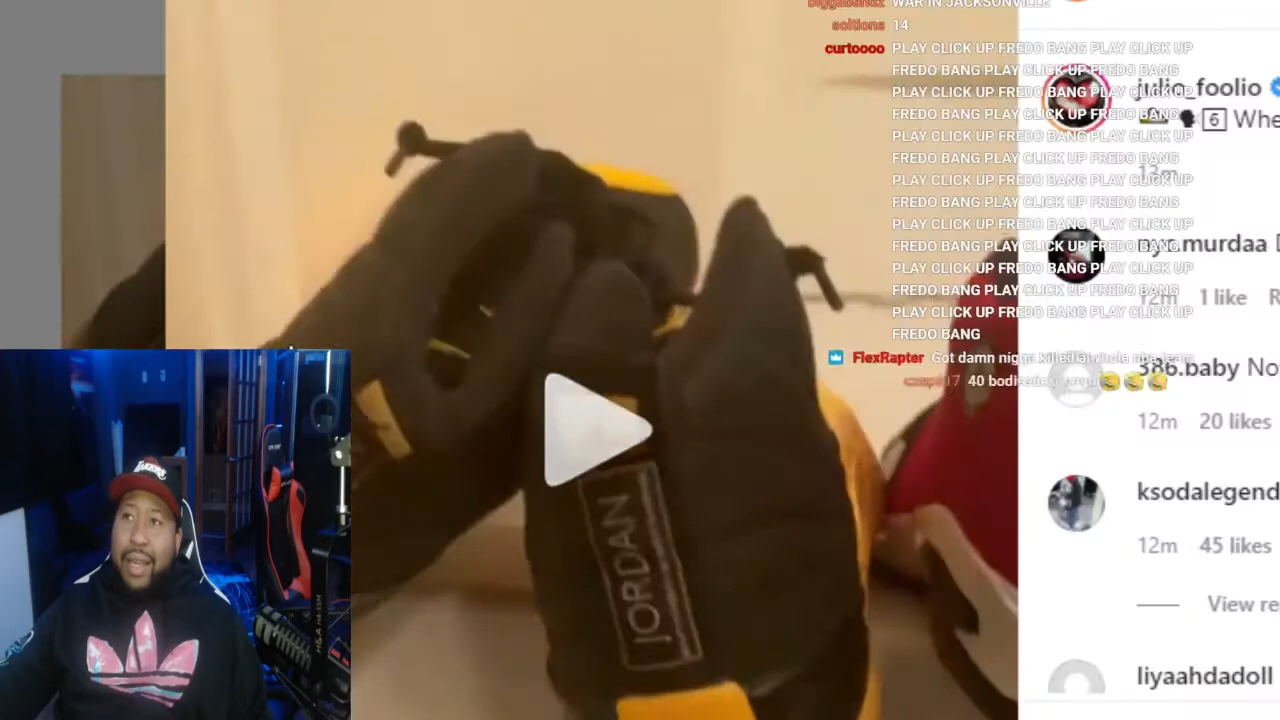 biggabandz WAR IN JACKSONVILLE
soltions 14
curtoooo PLAY CLICK UP FREDO BANG PLAY CLICK UP
FREDO BANG PLAY CLICK UP FREDO BANG
PLAY CLICK UP FREDO BANG PLAY CLICK UP
FREDO BANG PLAY CLICK UP FREDO BANG
PLAY CLICK UP FREDO BANG PLAY CLICK UP
FREDO BANG PLAY CLICK UP FREDO BANG
PLAY CLICK UP FREDO BANG PLAY CLICK UP
FREDO BANG PLAY CLICK UP FREDO BANG
PLAY CLICK UP FREDO BANG PLAY CLICK UP
FREDO BANG PLAY CLICK UP FREDO BANG
PLAY CLICK UP FREDO BANG PLAY CLICK UP
FREDO BANG PLAY CLICK UP FREDO BANG
PLAY CLICK UP FREDO BANG PLAY CLICK UP
FREDO BANG
FlexRapter Got damn nigga killed a whole nba team
40
julio_foolio
6 Whe
12m
ny.murdaa
12m 1 like R
386.baby No
12m 20 likes
ksodalegend
12m 45 likes
View re
liyaahdadoll
JORDAN
LAKERS